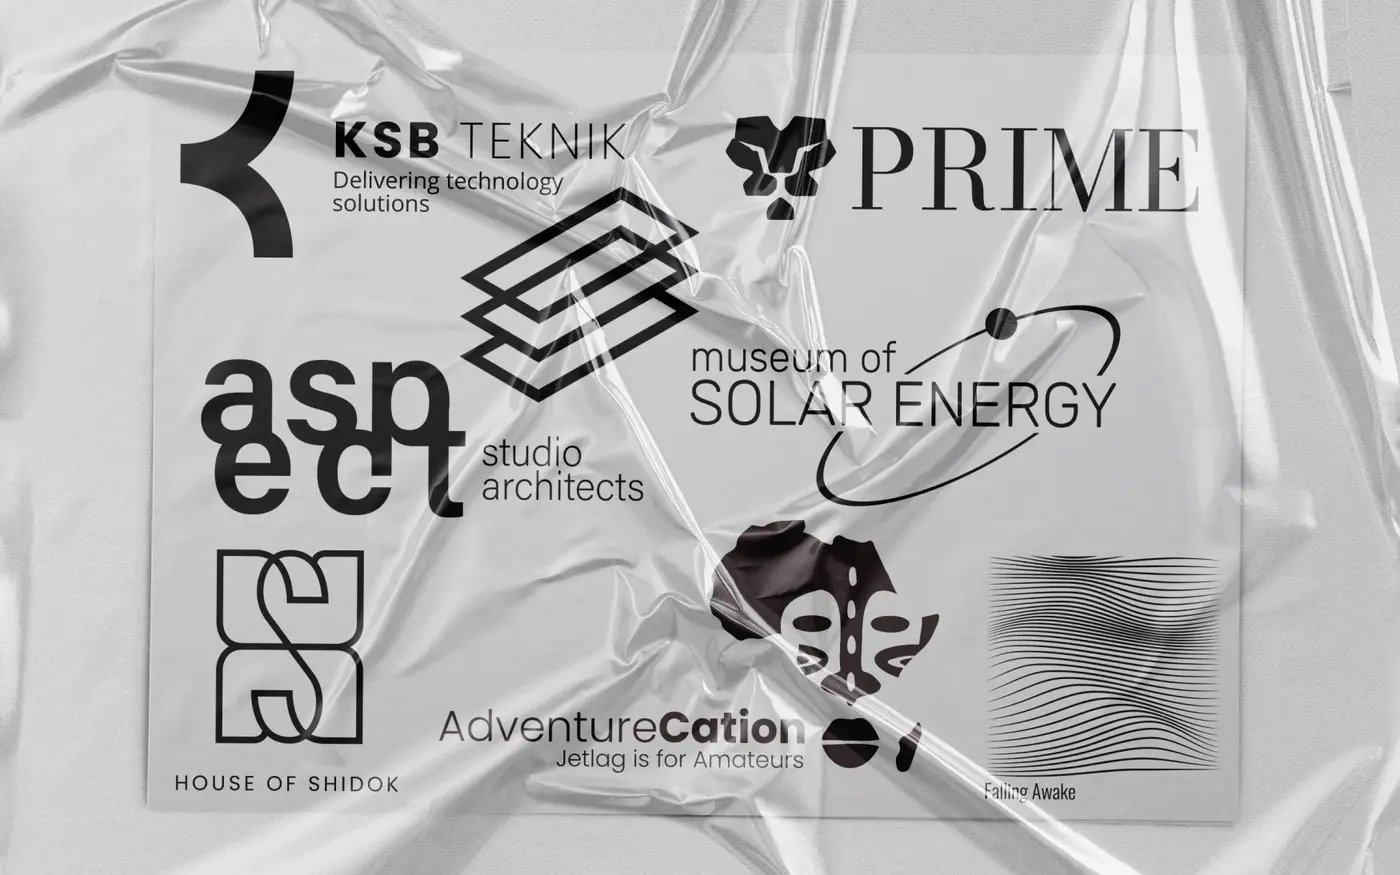 KSB TEKNIK
Delivering technology
solutions
PRIME
museum of
SOLAR ENERGY
asp
ect
studio
architects
HOUSE OF SHIDOK
AdventureCation
Jetlag is for Amateurs
Falling Awake